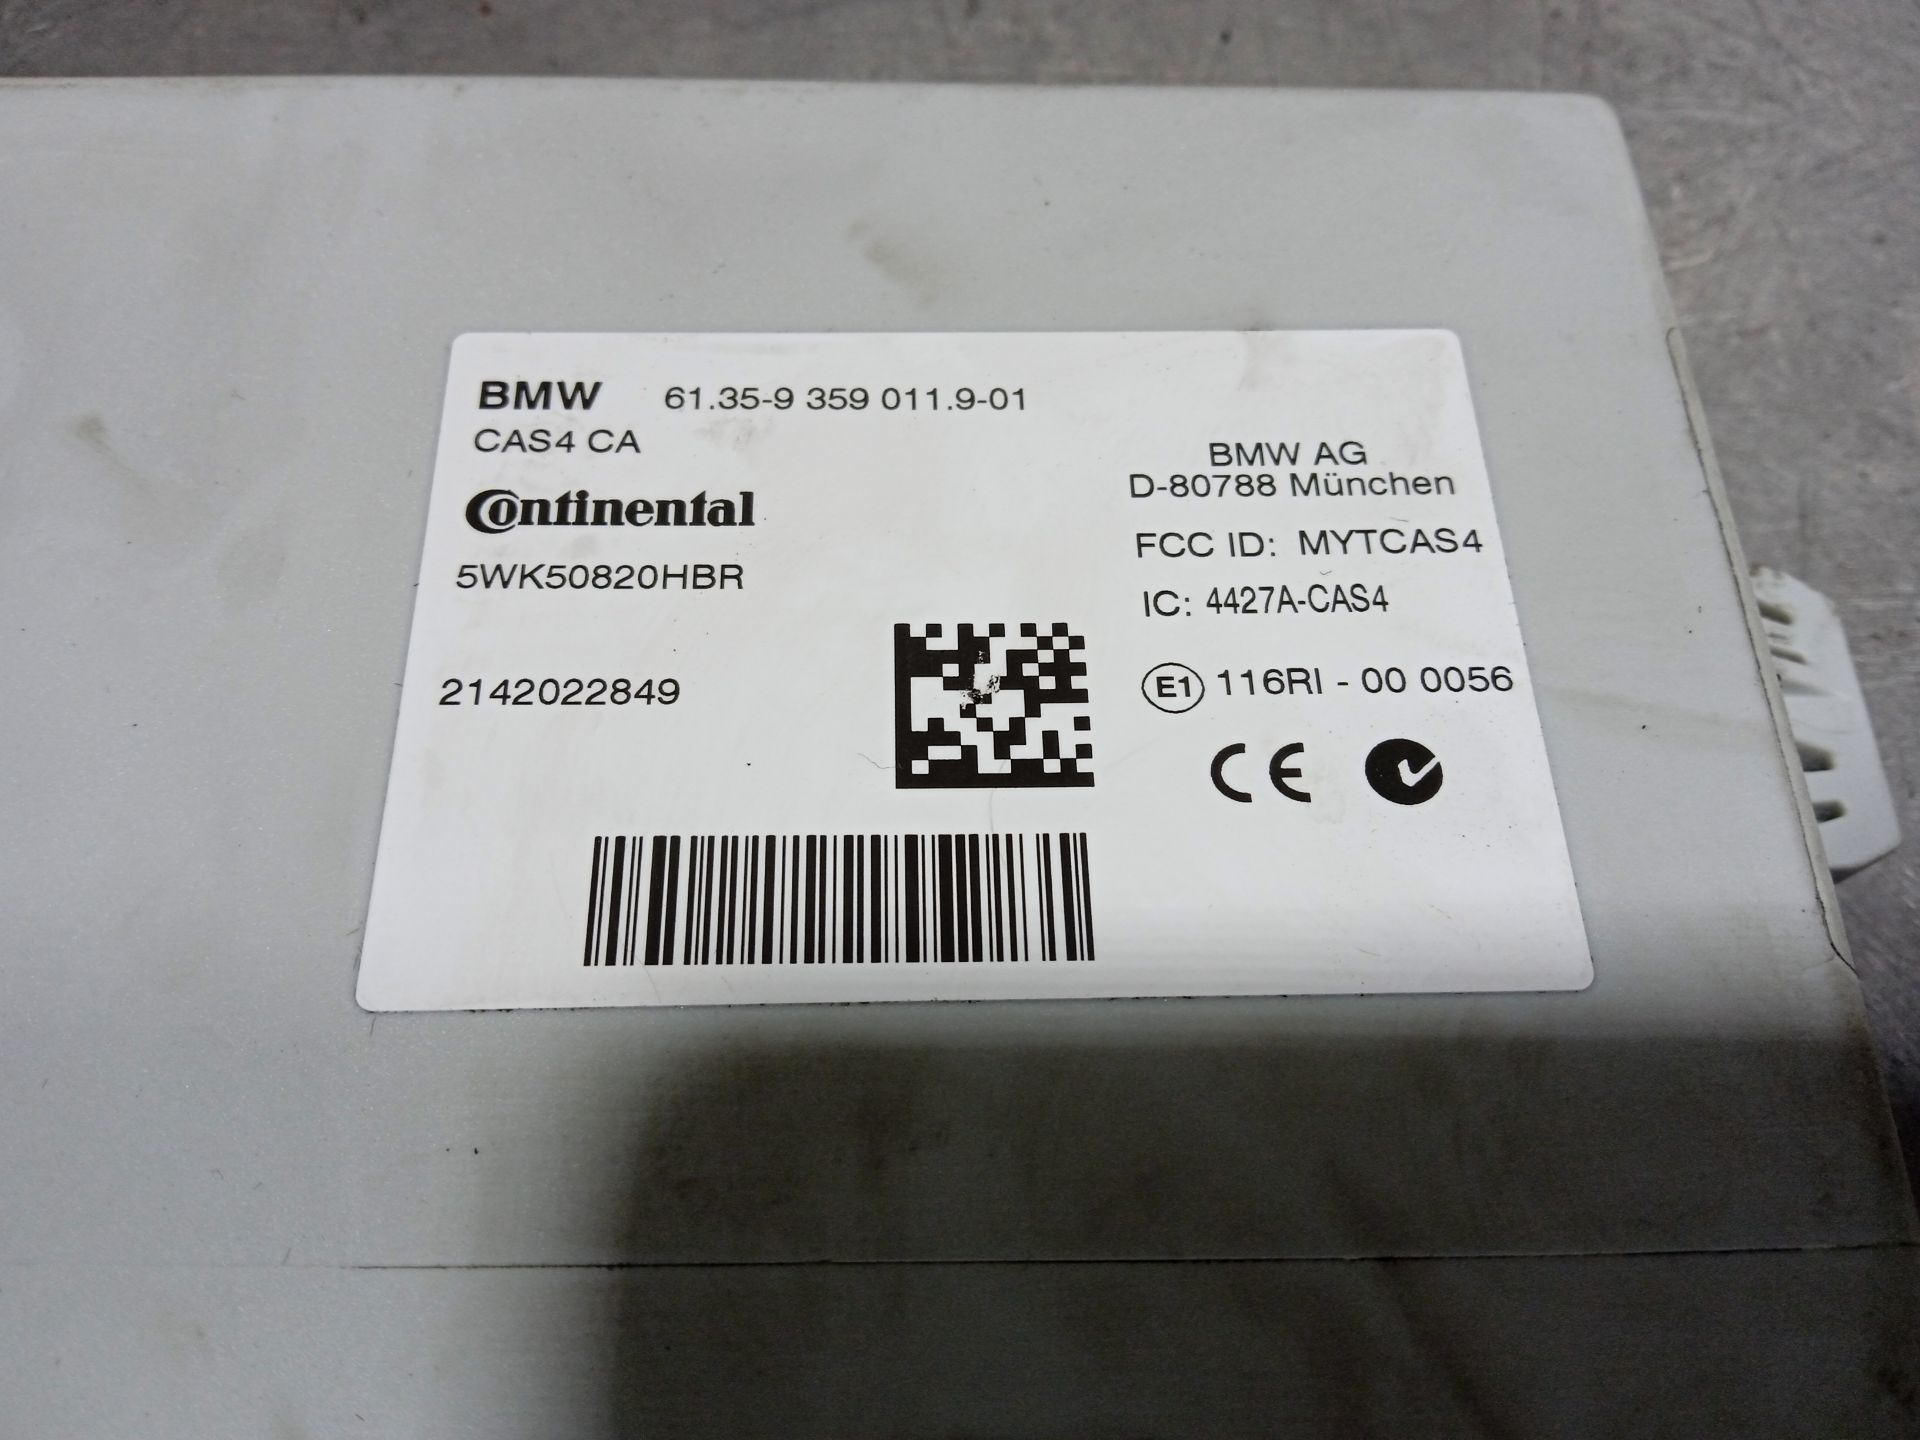 BMW 61.35-9 359 011.9-01
CAS4 CA
Continental
5WK50820HBR
2142022849
BMW AG
D-80788 München
FCC ID: MYTCAS4
IC: 4427A-CAS4
E1 116RI - 00 0056
CE